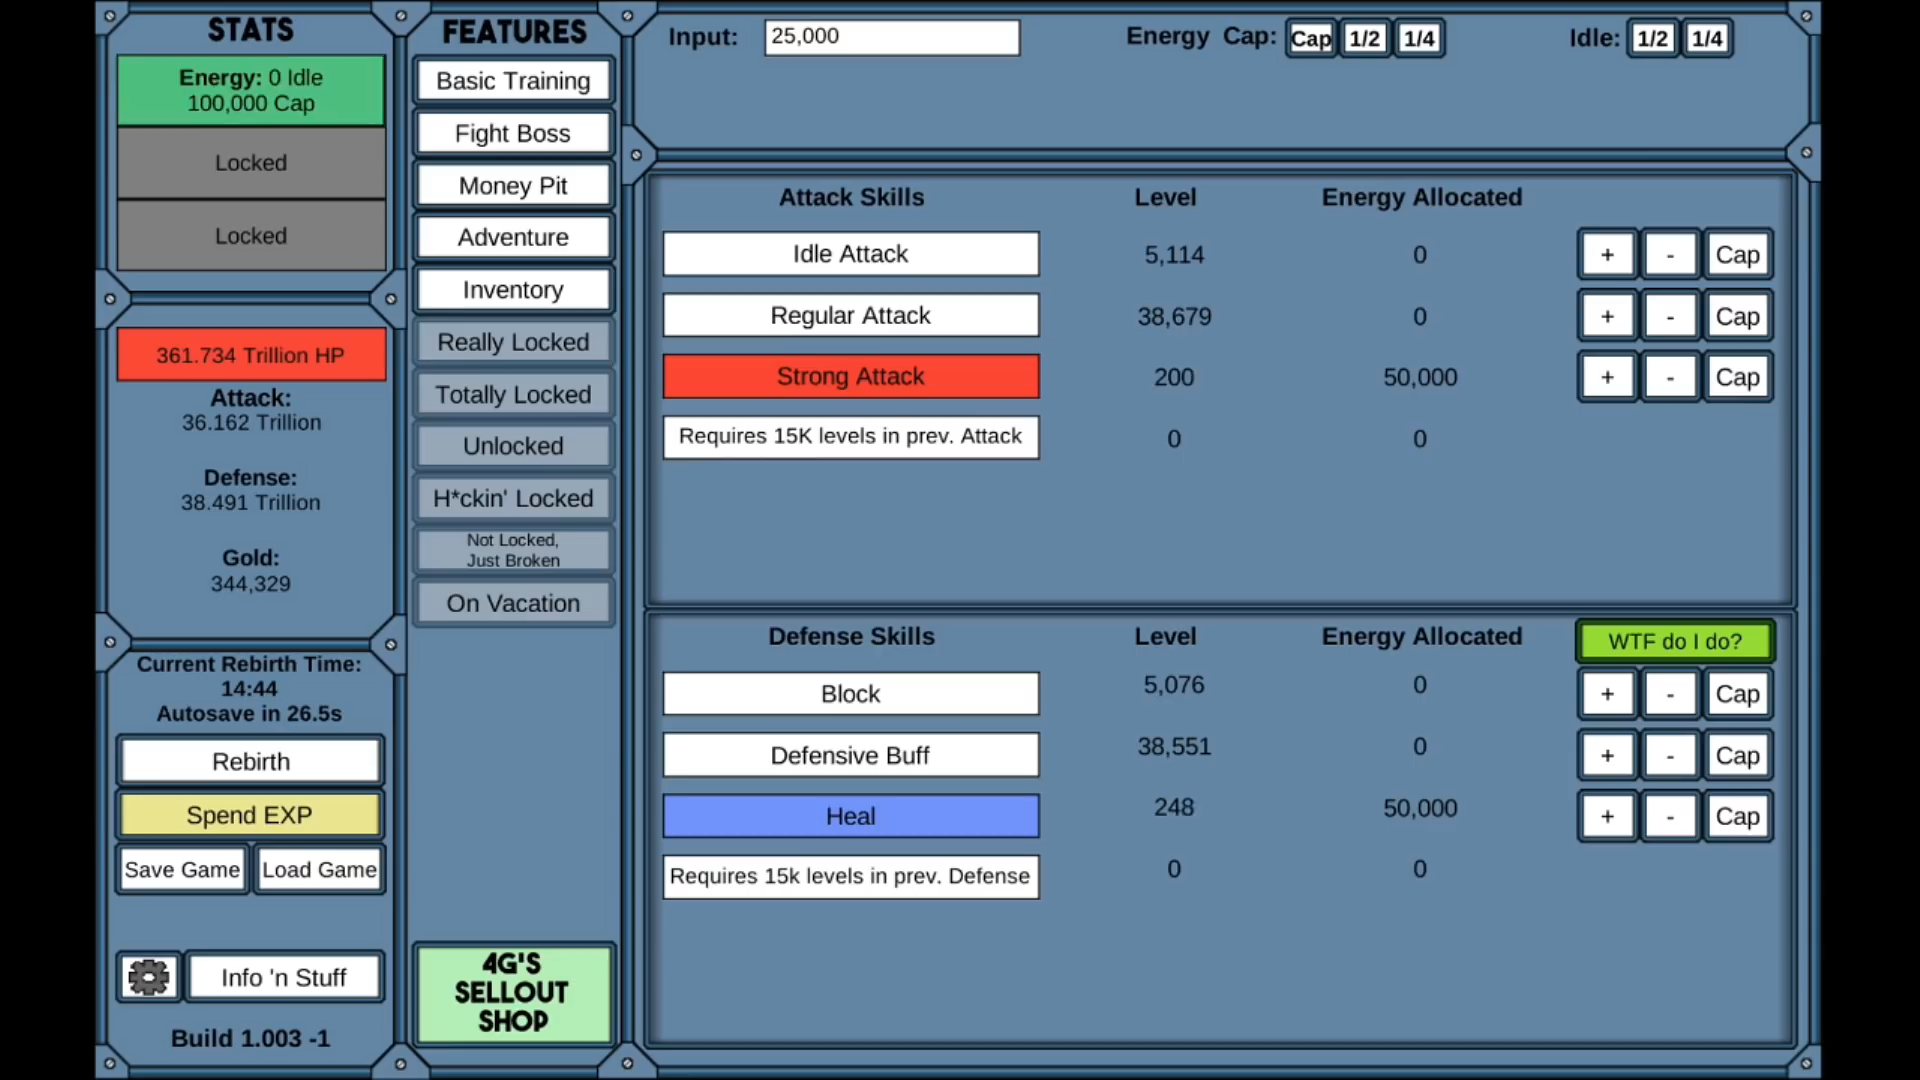 STATS
Energy: 0 Idle
100,000 Cap
Locked
Locked
361.734 Trillion HP
Attack:
36.162 Trillion
Defense:
38.491 Trillion
Gold:
344,329
Current Rebirth Time:
14:44
Autosave in 26.5s
Rebirth
Spend EXP
Save Game Load Game
Info 'n Stuff
Build 1.003 -1
FEATURES
Basic Training
Fight Boss
Money Pit
Adventure
Inventory
Really Locked
Totally Locked
Unlocked
H*ckin' Locked
Not Locked,
Just Broken
On Vacation
4G'S
SELLOUT
SHOP
Input: 25,000 Energy Cap: Cap 1/2 1/4 Idle: 1/2 1/4
Attack Skills Level Energy Allocated
Idle Attack 5,114 0 + - Cap
Regular Attack 38,679 0 + - Cap
Strong Attack 200 50,000 + - Cap
Requires 15K levels in prev. Attack 0 0
Defense Skills Level Energy Allocated WTF do I do?
Block 5,076 0 + - Cap
Defensive Buff 38,551 0 + - Cap
Heal 248 50,000 + - Cap
Requires 15k levels in prev. Defense 0 0